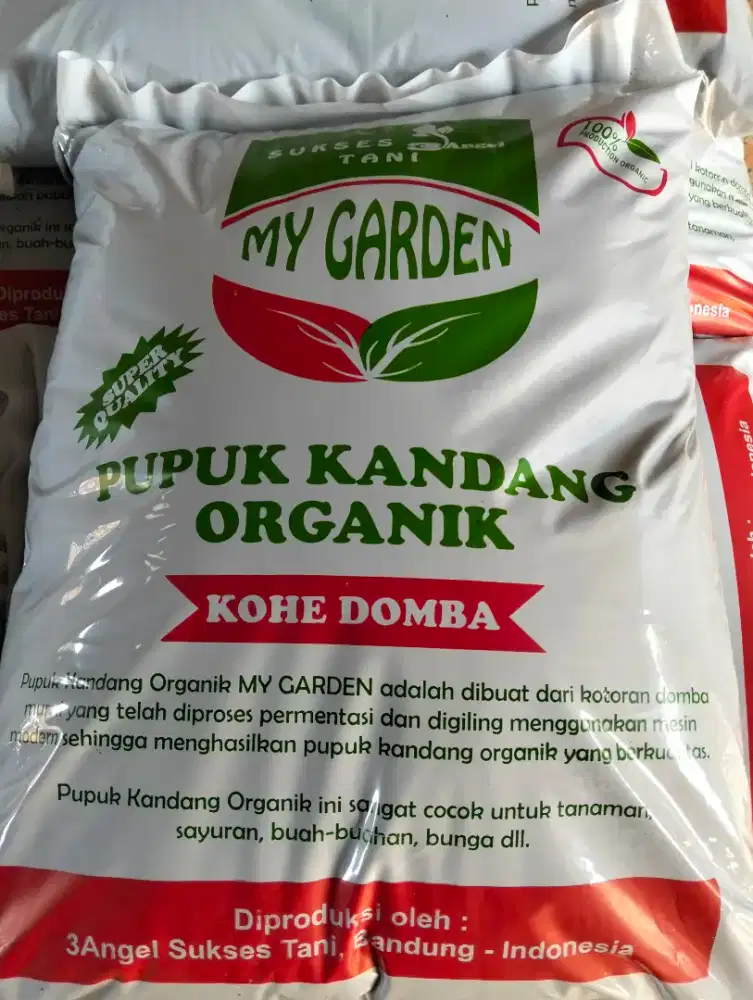 SUKSES 3Angel
TANI
100%
PRODUCTION ORGANIC
MY GARDEN
SUPER
QUALITY
PUPUK KANDANG
ORGANIK
KOHE DOMBA
Pupuk Kandang Organik MY GARDEN adalah dibuat dari kotoran domba
yang telah diproses permentasi dan digiling menggunakan mesin
modern sehingga menghasilkan pupuk kandang organik yang berkualitas.
Pupuk Kandang Organik ini sangat cocok untuk tanaman,
sayuran, buah-buahan, bunga dll.
Diproduksi oleh :
3Angel Sukses Tani, Bandung - Indonesia